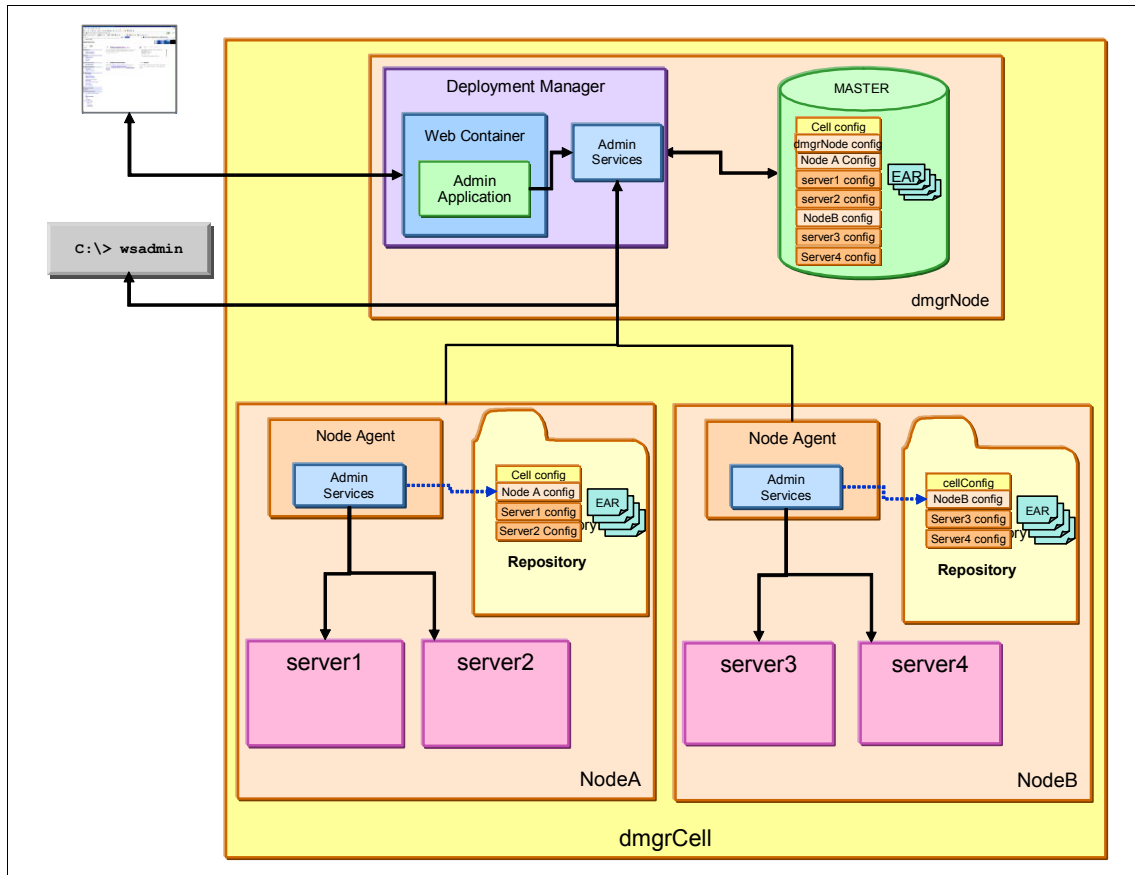 Deployment Manager
Web Container
Admin
Application
Admin
Services
MASTER
Cell config
dmgrNode config
Node A Config
server1 config
server2 config
NodeB config
server3 config
Server4 config
EAR
dmgrNode
C:\> wsadmin
Node Agent
Admin
Services
Cell config
Node A config
Server1 config
Server2 Config
EAR
Repository
server1
server2
NodeA
Node Agent
Admin
Services
cellConfig
NodeB config
Server3 config
Server4 config
EAR
Repository
server3
server4
NodeB
dmgrCell